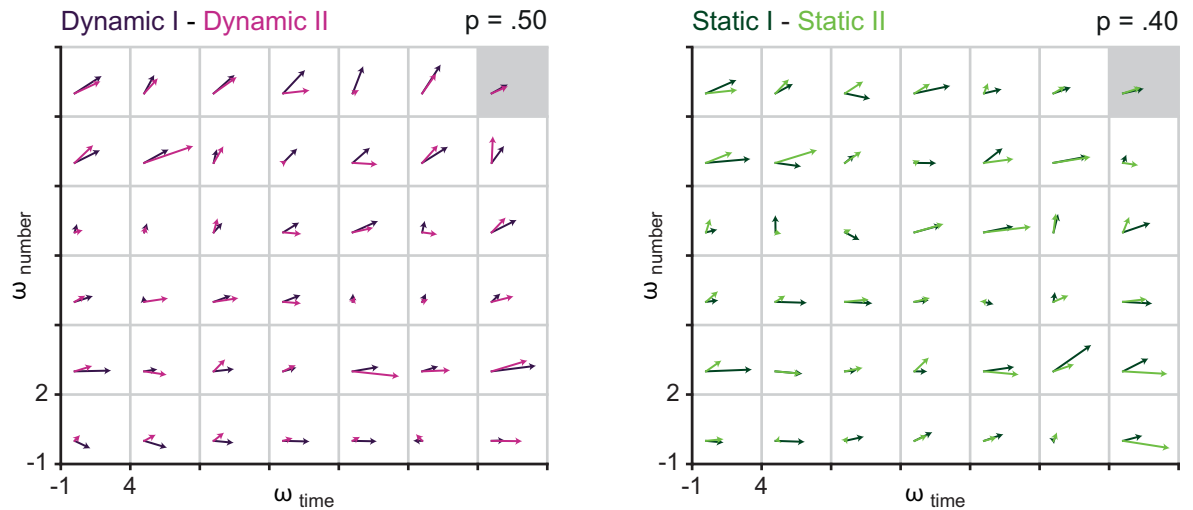 Dynamic I - Dynamic II
p = .50
ω number
2
-1
-1
4
ω time
Static I - Static II
p = .40
ω number
2
-1
-1
4
ω time